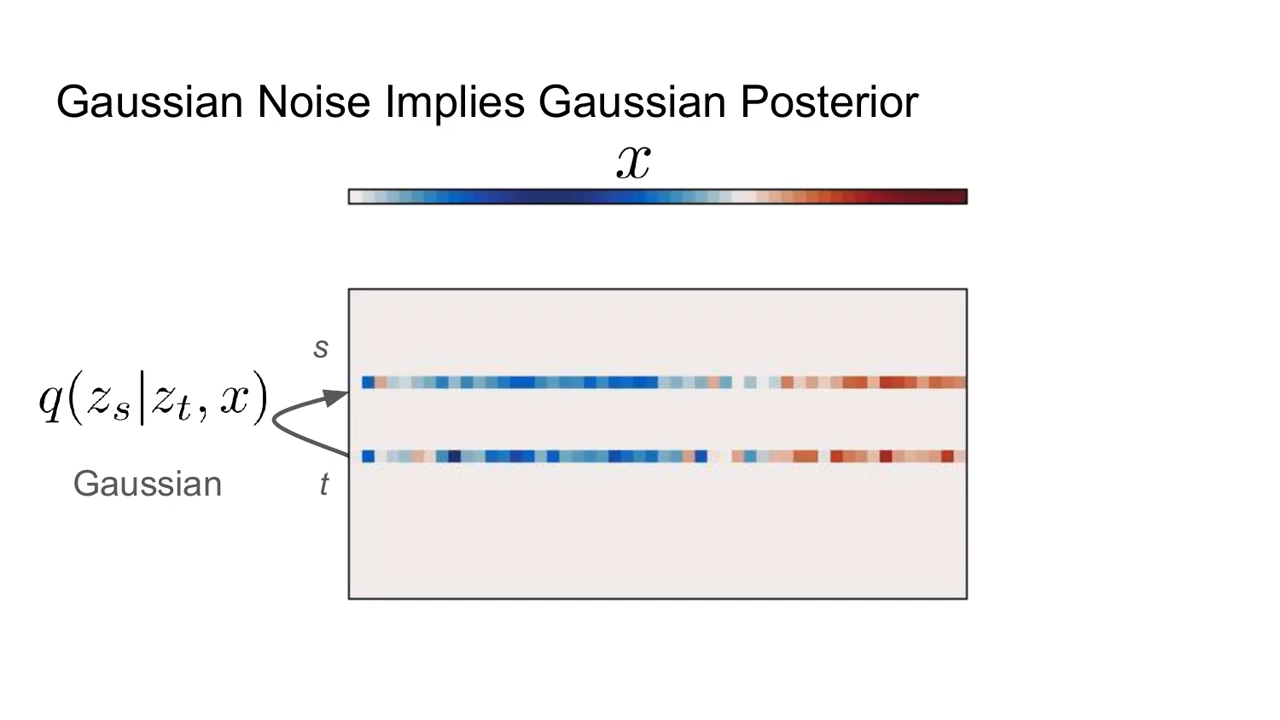 Gaussian Noise Implies Gaussian Posterior
x
s
q(z_s|z_t, x)
Gaussian
t